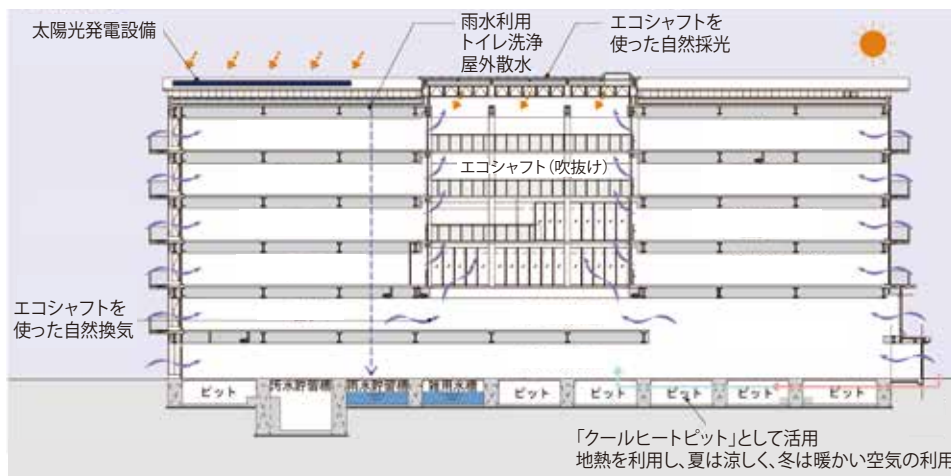 太陽光発電設備
雨水利用
トイレ洗浄
屋外散水
エコシャフトを
使った自然採光
エコシャフト(吹抜け)
エコシャフトを
使った自然換気
ピット
汚水貯留槽
雨水貯留槽
雑用水槽
ピット
ピット
ピット
ピット
ピット
「クールヒートピット」として活用
地熱を利用し、夏は涼しく、冬は暖かい空気の利用